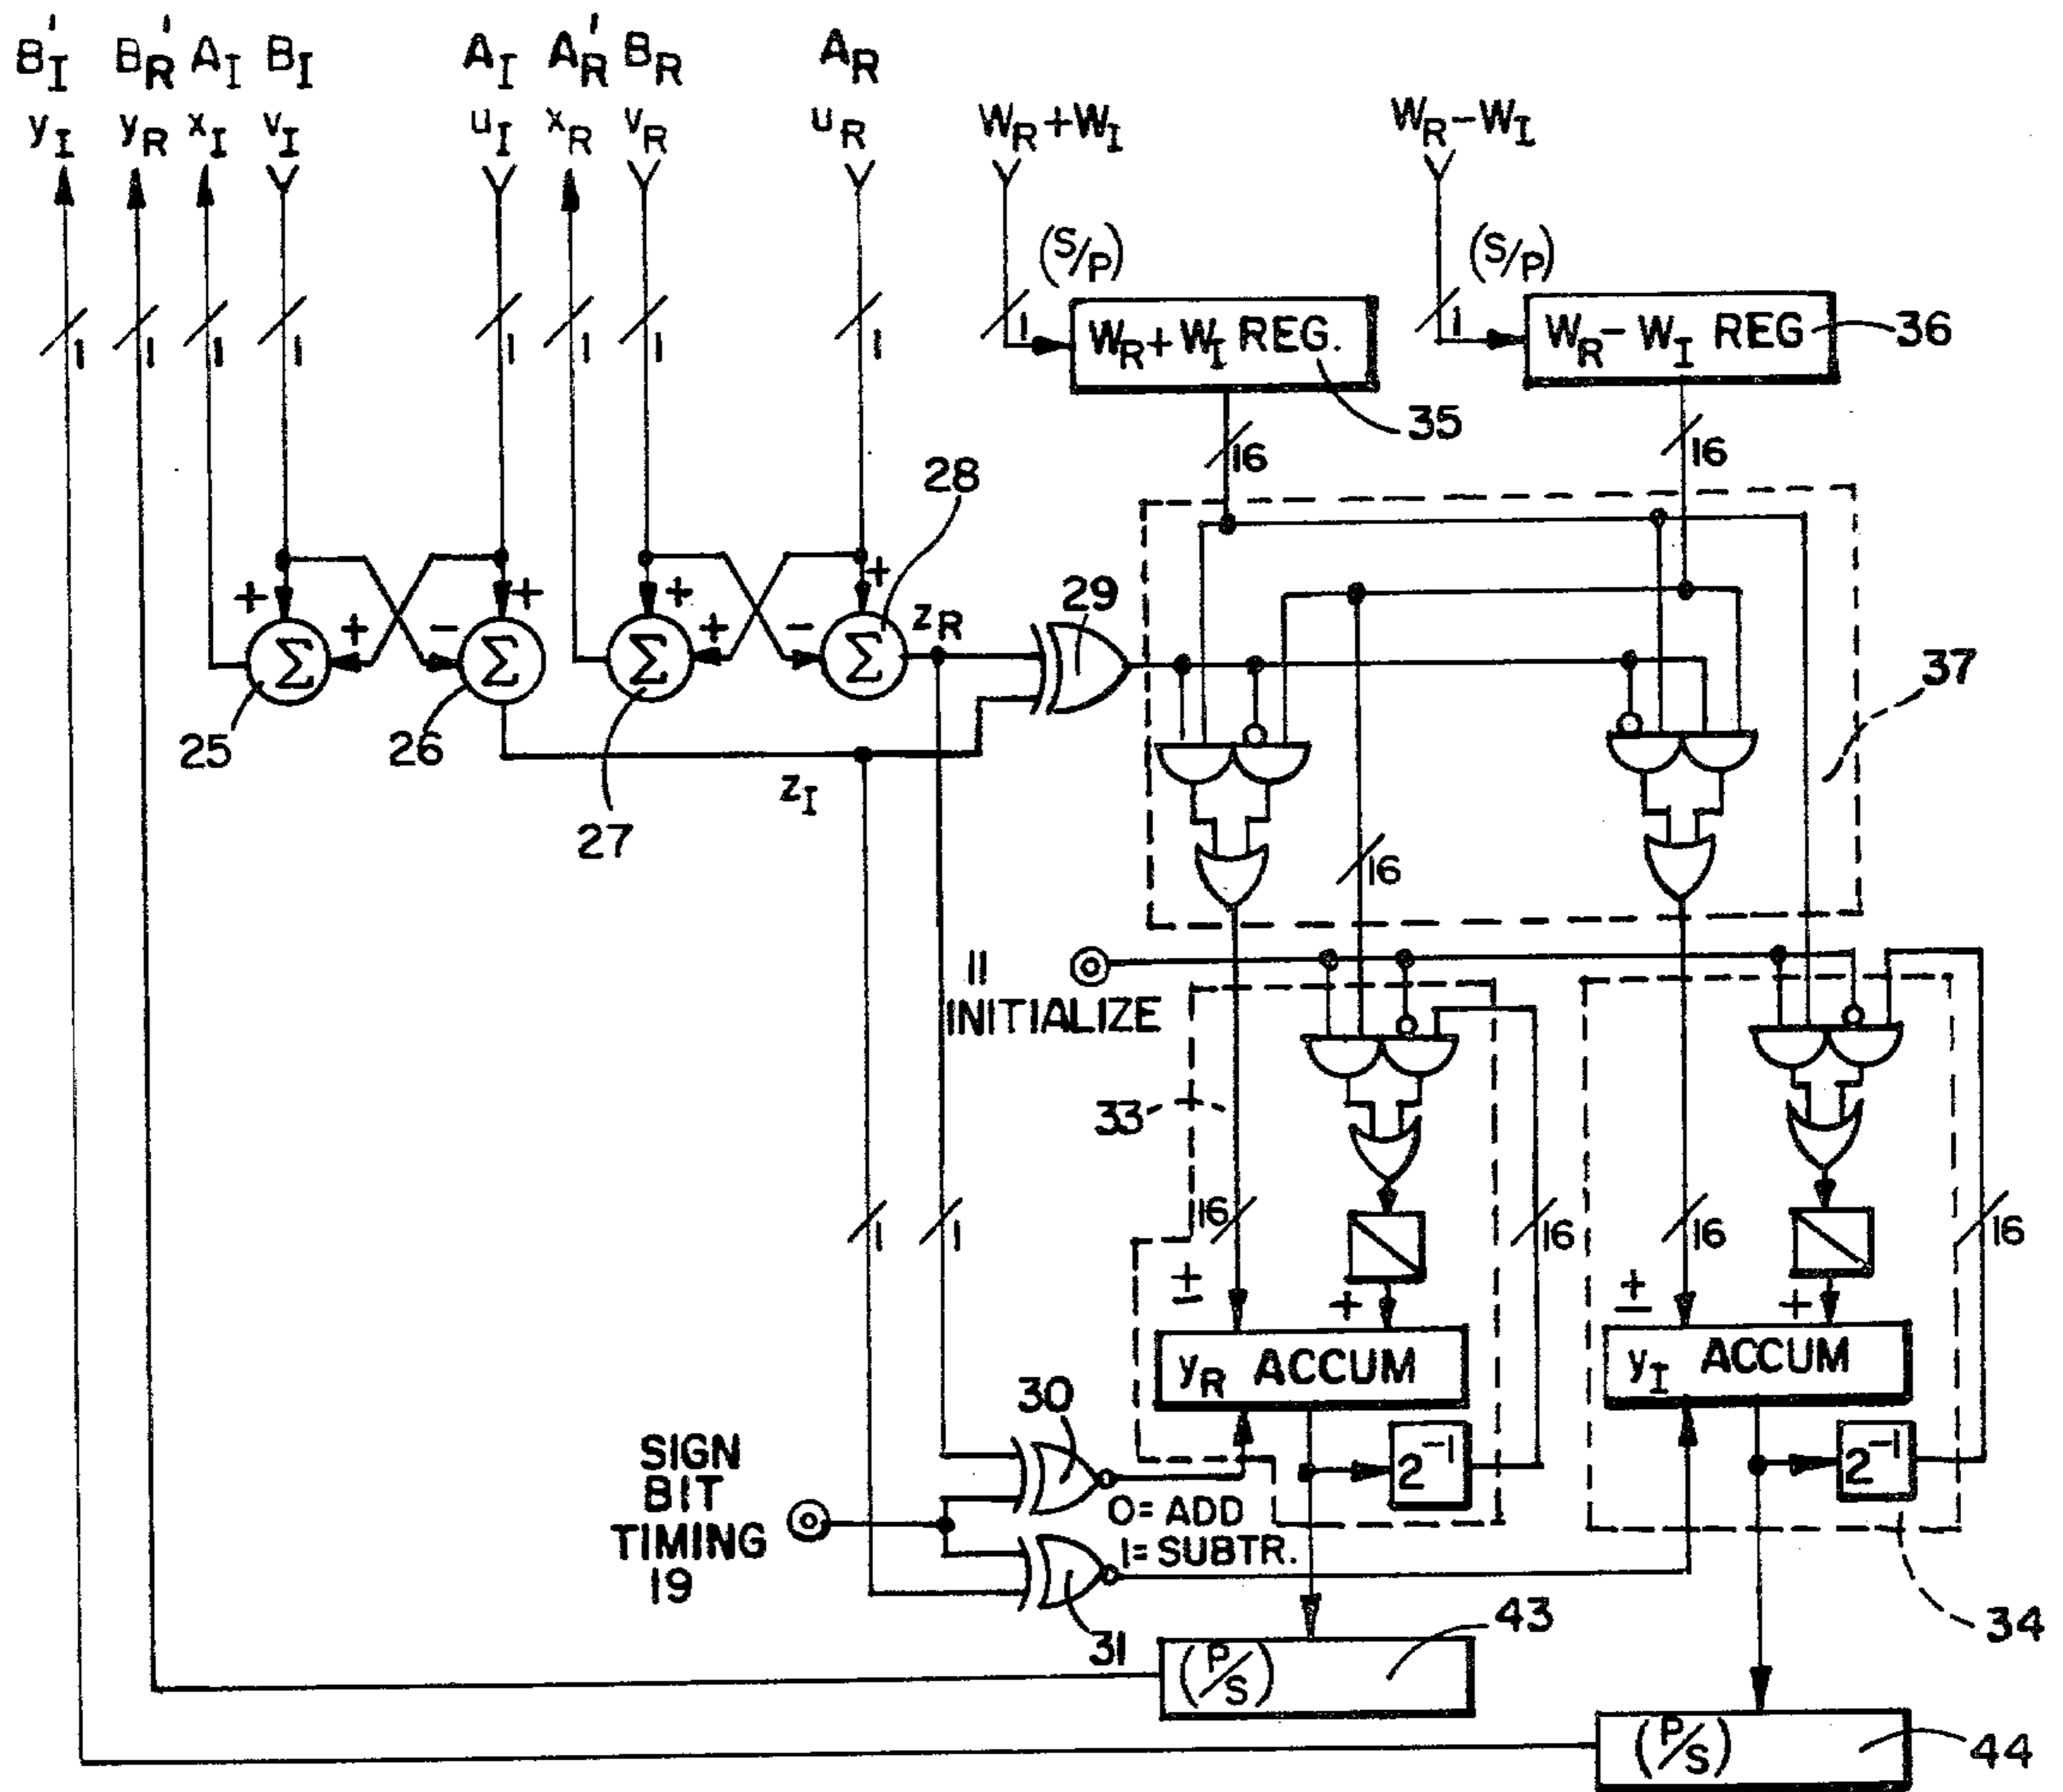 B'I B'R AI BI AI A'R BR AR
yI yR xI vI uI xR vR uR WR+WI WR-WI
(S/P) (S/P)
1 1 1 1 1 1 1 1 1 1
WR+WI REG. WR-WI REG 36
35
16 16
28
+ + + + + - + + - zR 29
37
25 26 27 zI
16
11
INITIALIZE
33
1 1 16 16 16 16
± + ± +
yR ACCUM yI ACCUM
30
SIGN
BIT
TIMING
19
2-1 2-1
0= ADD
1= SUBTR.
31 43 34
(P/S)
(P/S) 44
Σ Σ Σ Σ